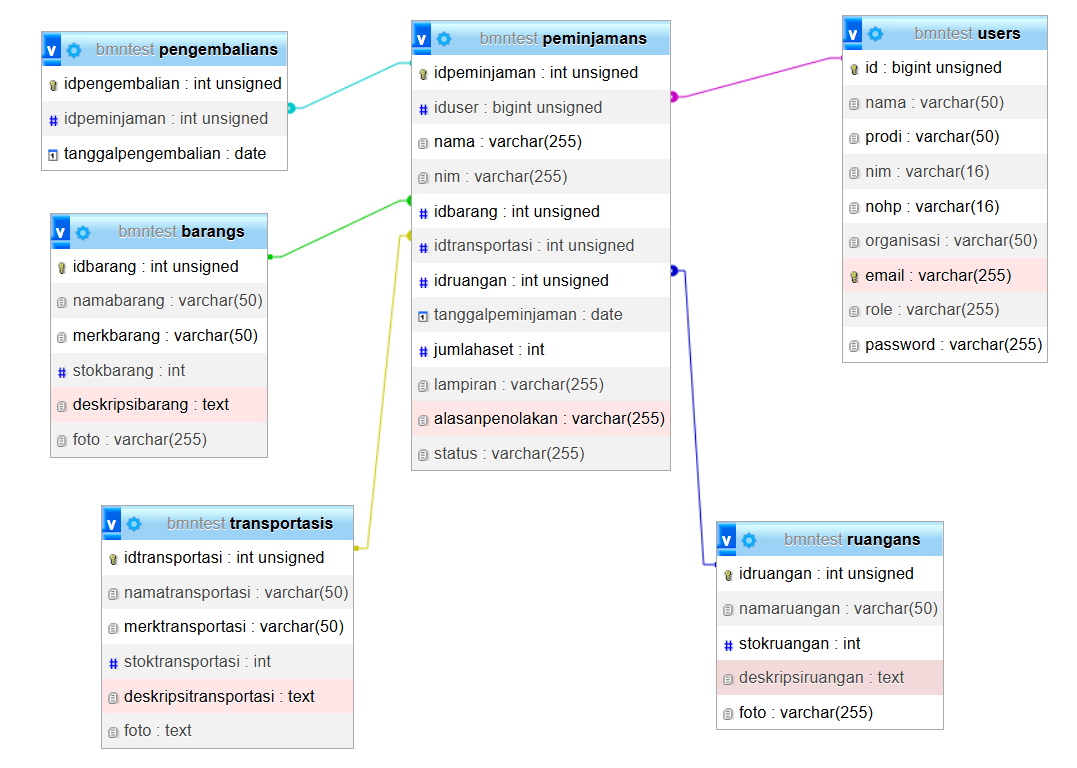 v bmntest pengembalians
idpengembalian : int unsigned
# idpeminjaman : int unsigned
tanggalpengembalian : date
v bmntest peminjamans
idpeminjaman : int unsigned
# iduser : bigint unsigned
nama : varchar(255)
nim : varchar(255)
# idbarang : int unsigned
# idtransportasi : int unsigned
# idruangan : int unsigned
tanggalpeminjaman : date
# jumlahaset : int
lampiran : varchar(255)
alasanpenolakan : varchar(255)
status : varchar(255)
v bmntest users
id : bigint unsigned
nama : varchar(50)
prodi : varchar(50)
nim : varchar(16)
nohp : varchar(16)
organisasi : varchar(50)
email : varchar(255)
role : varchar(255)
password : varchar(255)
v bmntest barangs
idbarang : int unsigned
namabarang : varchar(50)
merkbarang : varchar(50)
# stokbarang : int
deskripsibarang : text
foto : varchar(255)
v bmntest transportasis
idtransportasi : int unsigned
namatransportasi : varchar(50)
merktransportasi : varchar(50)
# stoktransportasi : int
deskripsitransportasi : text
foto : text
v bmntest ruangans
idruangan : int unsigned
namaruangan : varchar(50)
# stokruangan : int
deskripsiruangan : text
foto : varchar(255)